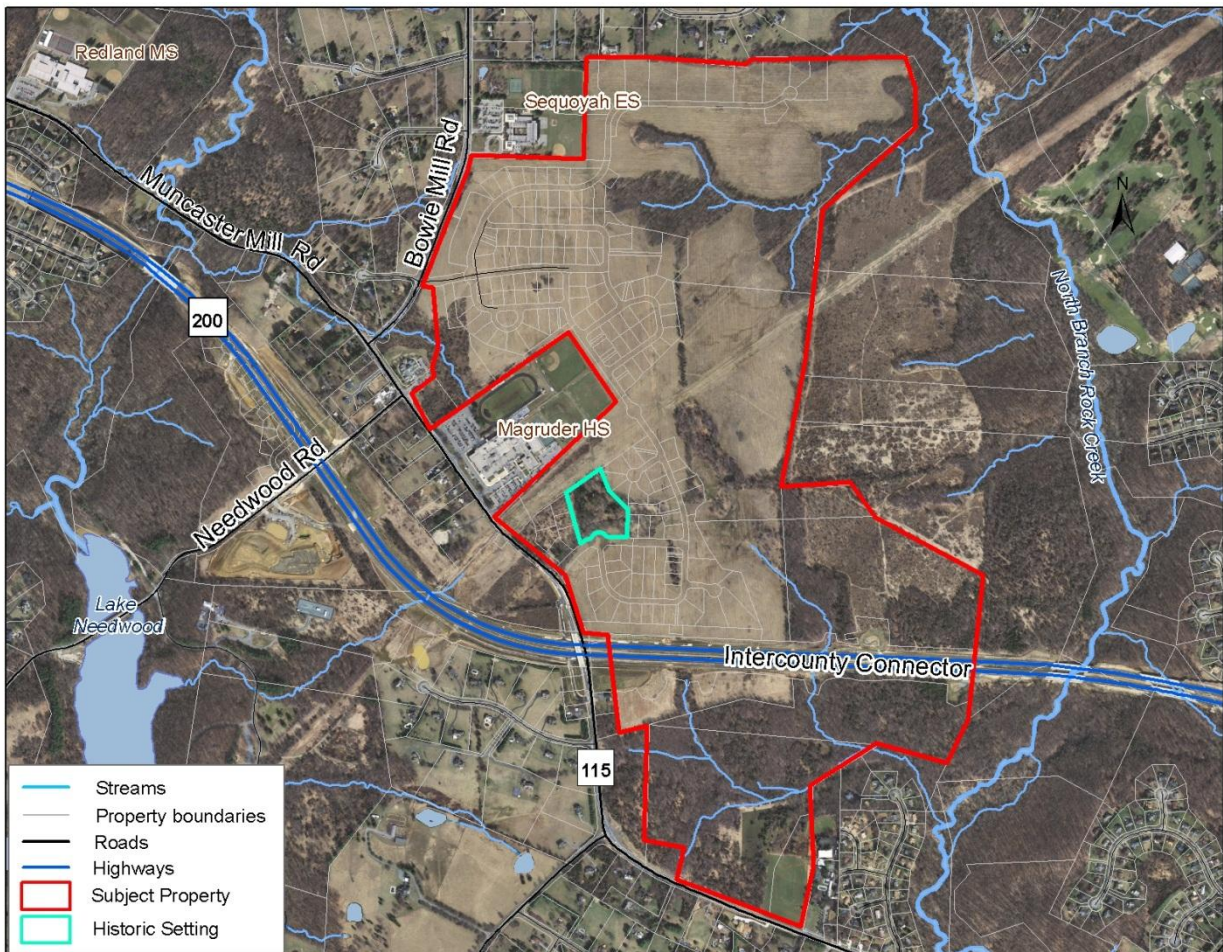 Redland MS
Sequoyah ES
Bowie Mill Rd
Muncaster Mill Rd
N
200
North Branch Rock Creek
Magruder HS
Needwood Rd
Lake
Needwood
Intercounty Connector
115
Streams
Property boundaries
Roads
Highways
Subject Property
Historic Setting